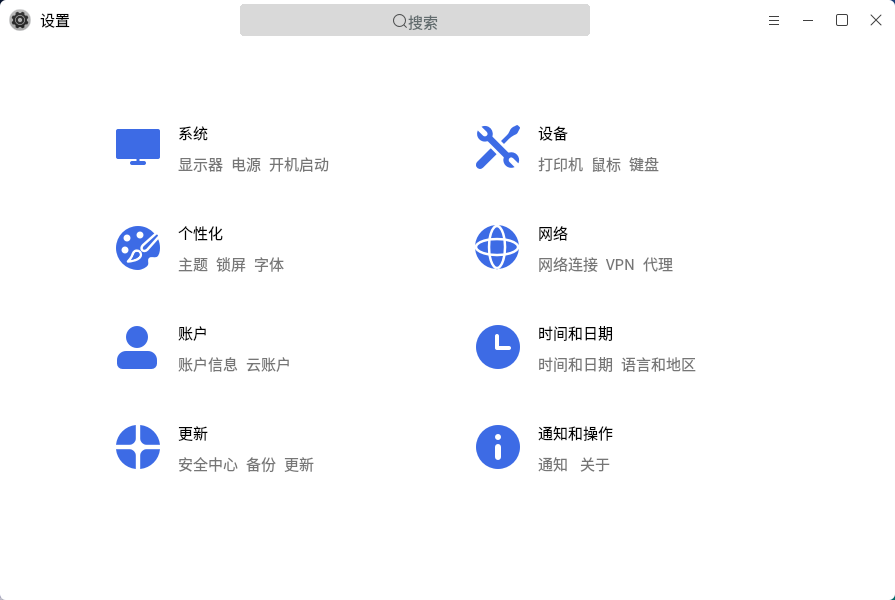 设置
搜索
系统
显示器 电源 开机启动
设备
打印机 鼠标 键盘
个性化
主题 锁屏 字体
网络
网络连接 VPN 代理
账户
账户信息 云账户
时间和日期
时间和日期 语言和地区
更新
安全中心 备份 更新
通知和操作
通知 关于